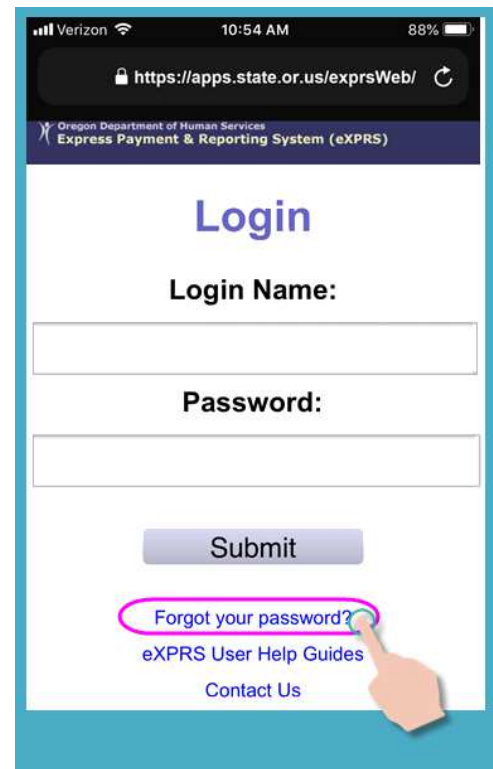 Verizon 10:54 AM 88%
https://apps.state.or.us/exprsWeb/
Oregon Department of Human Services
Express Payment & Reporting System (eXPRS)
Login
Login Name:
Password:
Submit
Forgot your password?
eXPRS User Help Guides
Contact Us